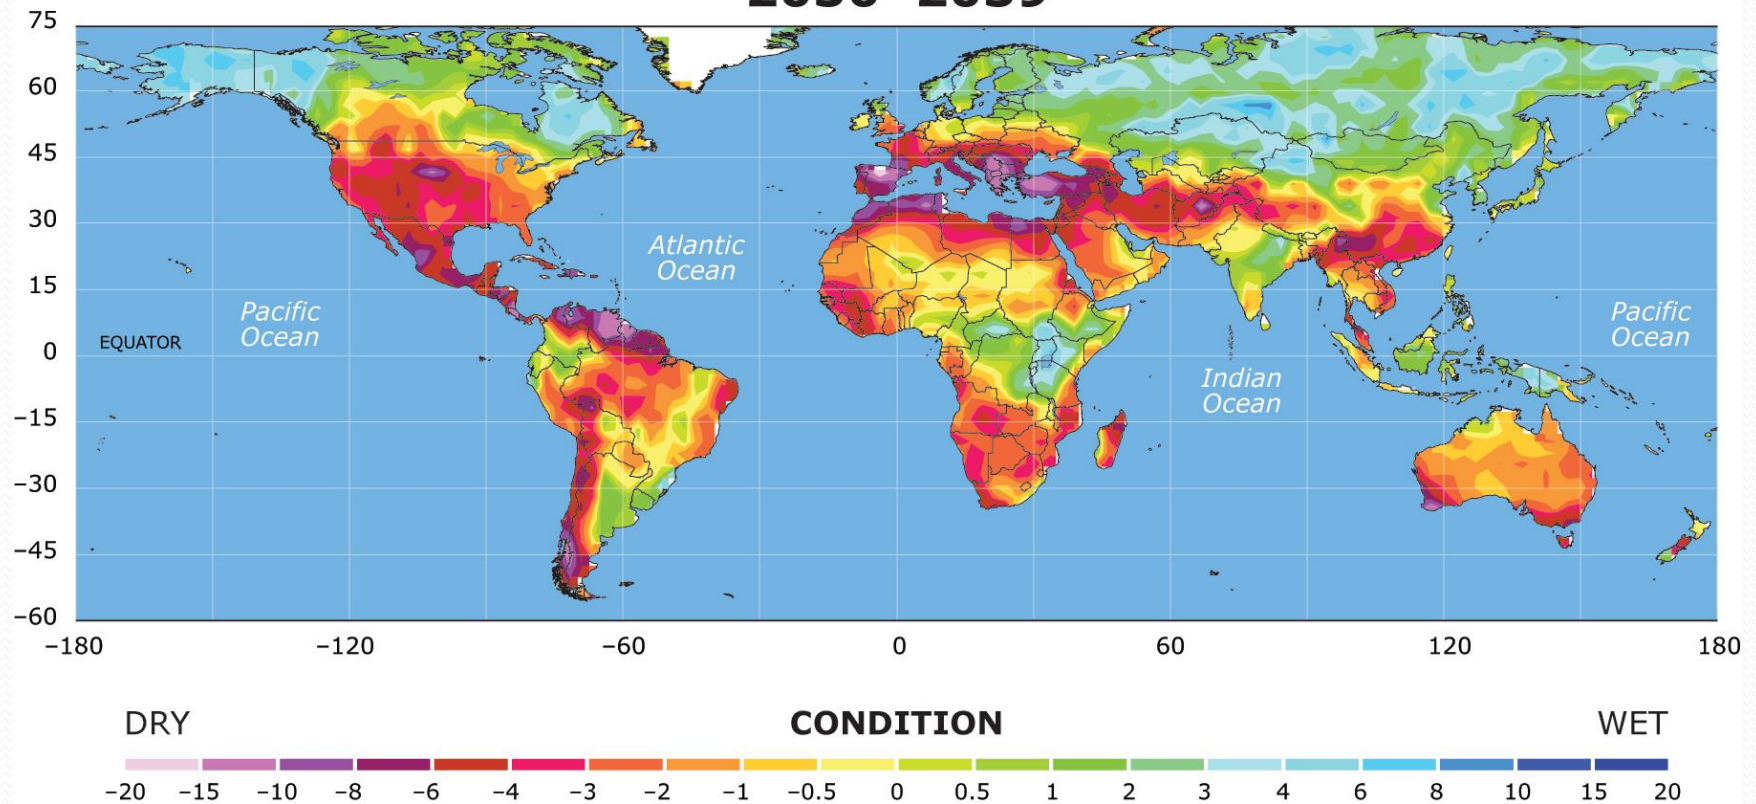 75
60
45
30
15
0
−15
−30
−45
−60
Atlantic
Ocean
Pacific
Ocean
EQUATOR
Pacific
Ocean
Indian
Ocean
−180 −120 −60 0 60 120 180
DRY CONDITION WET
−20 −15 −10 −8 −6 −4 −3 −2 −1 −0.5 0 0.5 1 2 3 4 6 8 10 15 20